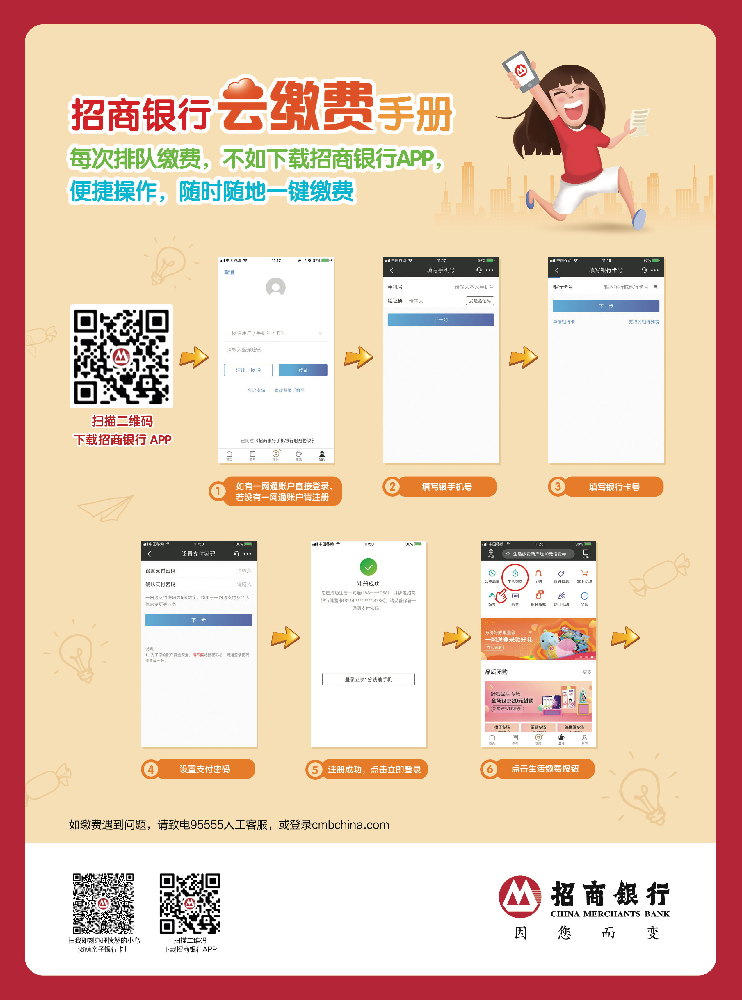 招商银行云缴费手册
每次排队缴费，不如下载招商银行APP，
便捷操作，随时随地一键缴费
扫描二维码
下载招商银行 APP
中国移动 11:17 97%
取消
一网通用户 / 手机号 / 卡号
请输入登录密码
注册一网通 登录
忘记密码 修改登录手机号
已同意《招商银行手机银行服务协议》
首页 参考 理财 生活 我的
1 如有一网通账户直接登录，
若没有一网通账户请注册
中国移动 11:17 97%
填写手机号
手机号 请输入本人手机号
验证码 请输入 发送验证码
下一步
2 填写银手机号
中国移动 11:18 97%
填写银行卡号
银行卡号 输入招行或他行卡号
下一步
申请银行卡 支持的银行列表
3 填写银行卡号
中国移动 11:50 100%
设置支付密码
设置支付密码 请输入
确认支付密码 请输入
一网通支付密码为6位数字，将用于一网通支付及个人
信息变更等业务
下一步
说明:
1、为了您的账户资金安全，请不要将新密码与一网通登录密码
设置成一致。
4 设置支付密码
中国移动 11:50 100%
注册成功
您已成功注册一网通(188*****958)，并绑定招商
银行储蓄卡(6214 **** **** 8786)，请妥善保管一
网通支付密码。
登录立享1分钱抽手机
5 注册成功，点击立即登录
中国移动 11:23 98%
火星 生活缴费新户送10元话费券 订单
话费流量 生活缴费 团购 限时特惠 掌上商城
饭票 影票 积分商城 热门活动 全部
万份好券限量领
一网通登录领好礼
立即领取
品质团购 更多
舒客品牌专场
全场包邮20元封顶
新年好礼9.9秒杀
橙子专场 圣诞专场 德世朗专场
首页 参考 理财 生活 我的
6 点击生活缴费按钮
如缴费遇到问题，请致电95555人工客服，或登录cmbchina.com
扫我即刻办理愤怒的小鸟
激萌亲子银行卡！
扫描二维码
下载招商银行APP
招商銀行
CHINA MERCHANTS BANK
因您而变